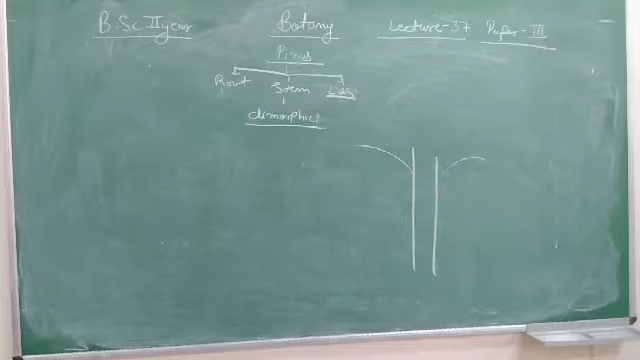 B.Sc II year Botany Lecture-37 Paper-III
Pinus
Root Stem
dimorphic